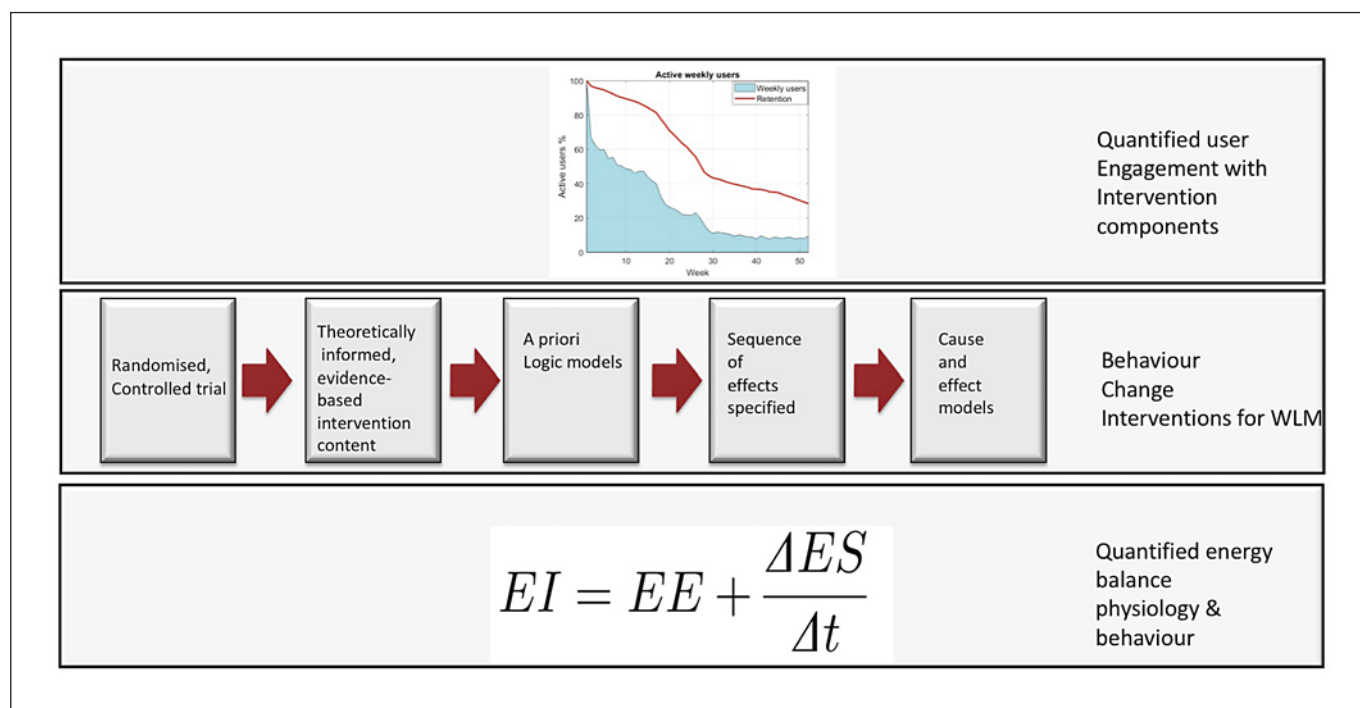 Active weekly users
Weekly users
Retention
100
80
60
40
20
0
Active users %
10
20
30
40
50
Week
Quantified user
Engagement with
Intervention
components
Randomised,
Controlled trial
Theoretically
informed,
evidence-
based
intervention
content
A priori
Logic models
Sequence
of
effects
specified
Cause
and
effect
models
Behaviour
Change
Interventions for WLM
EI = EE + ΔES/Δt
Quantified energy
balance
physiology &
behaviour